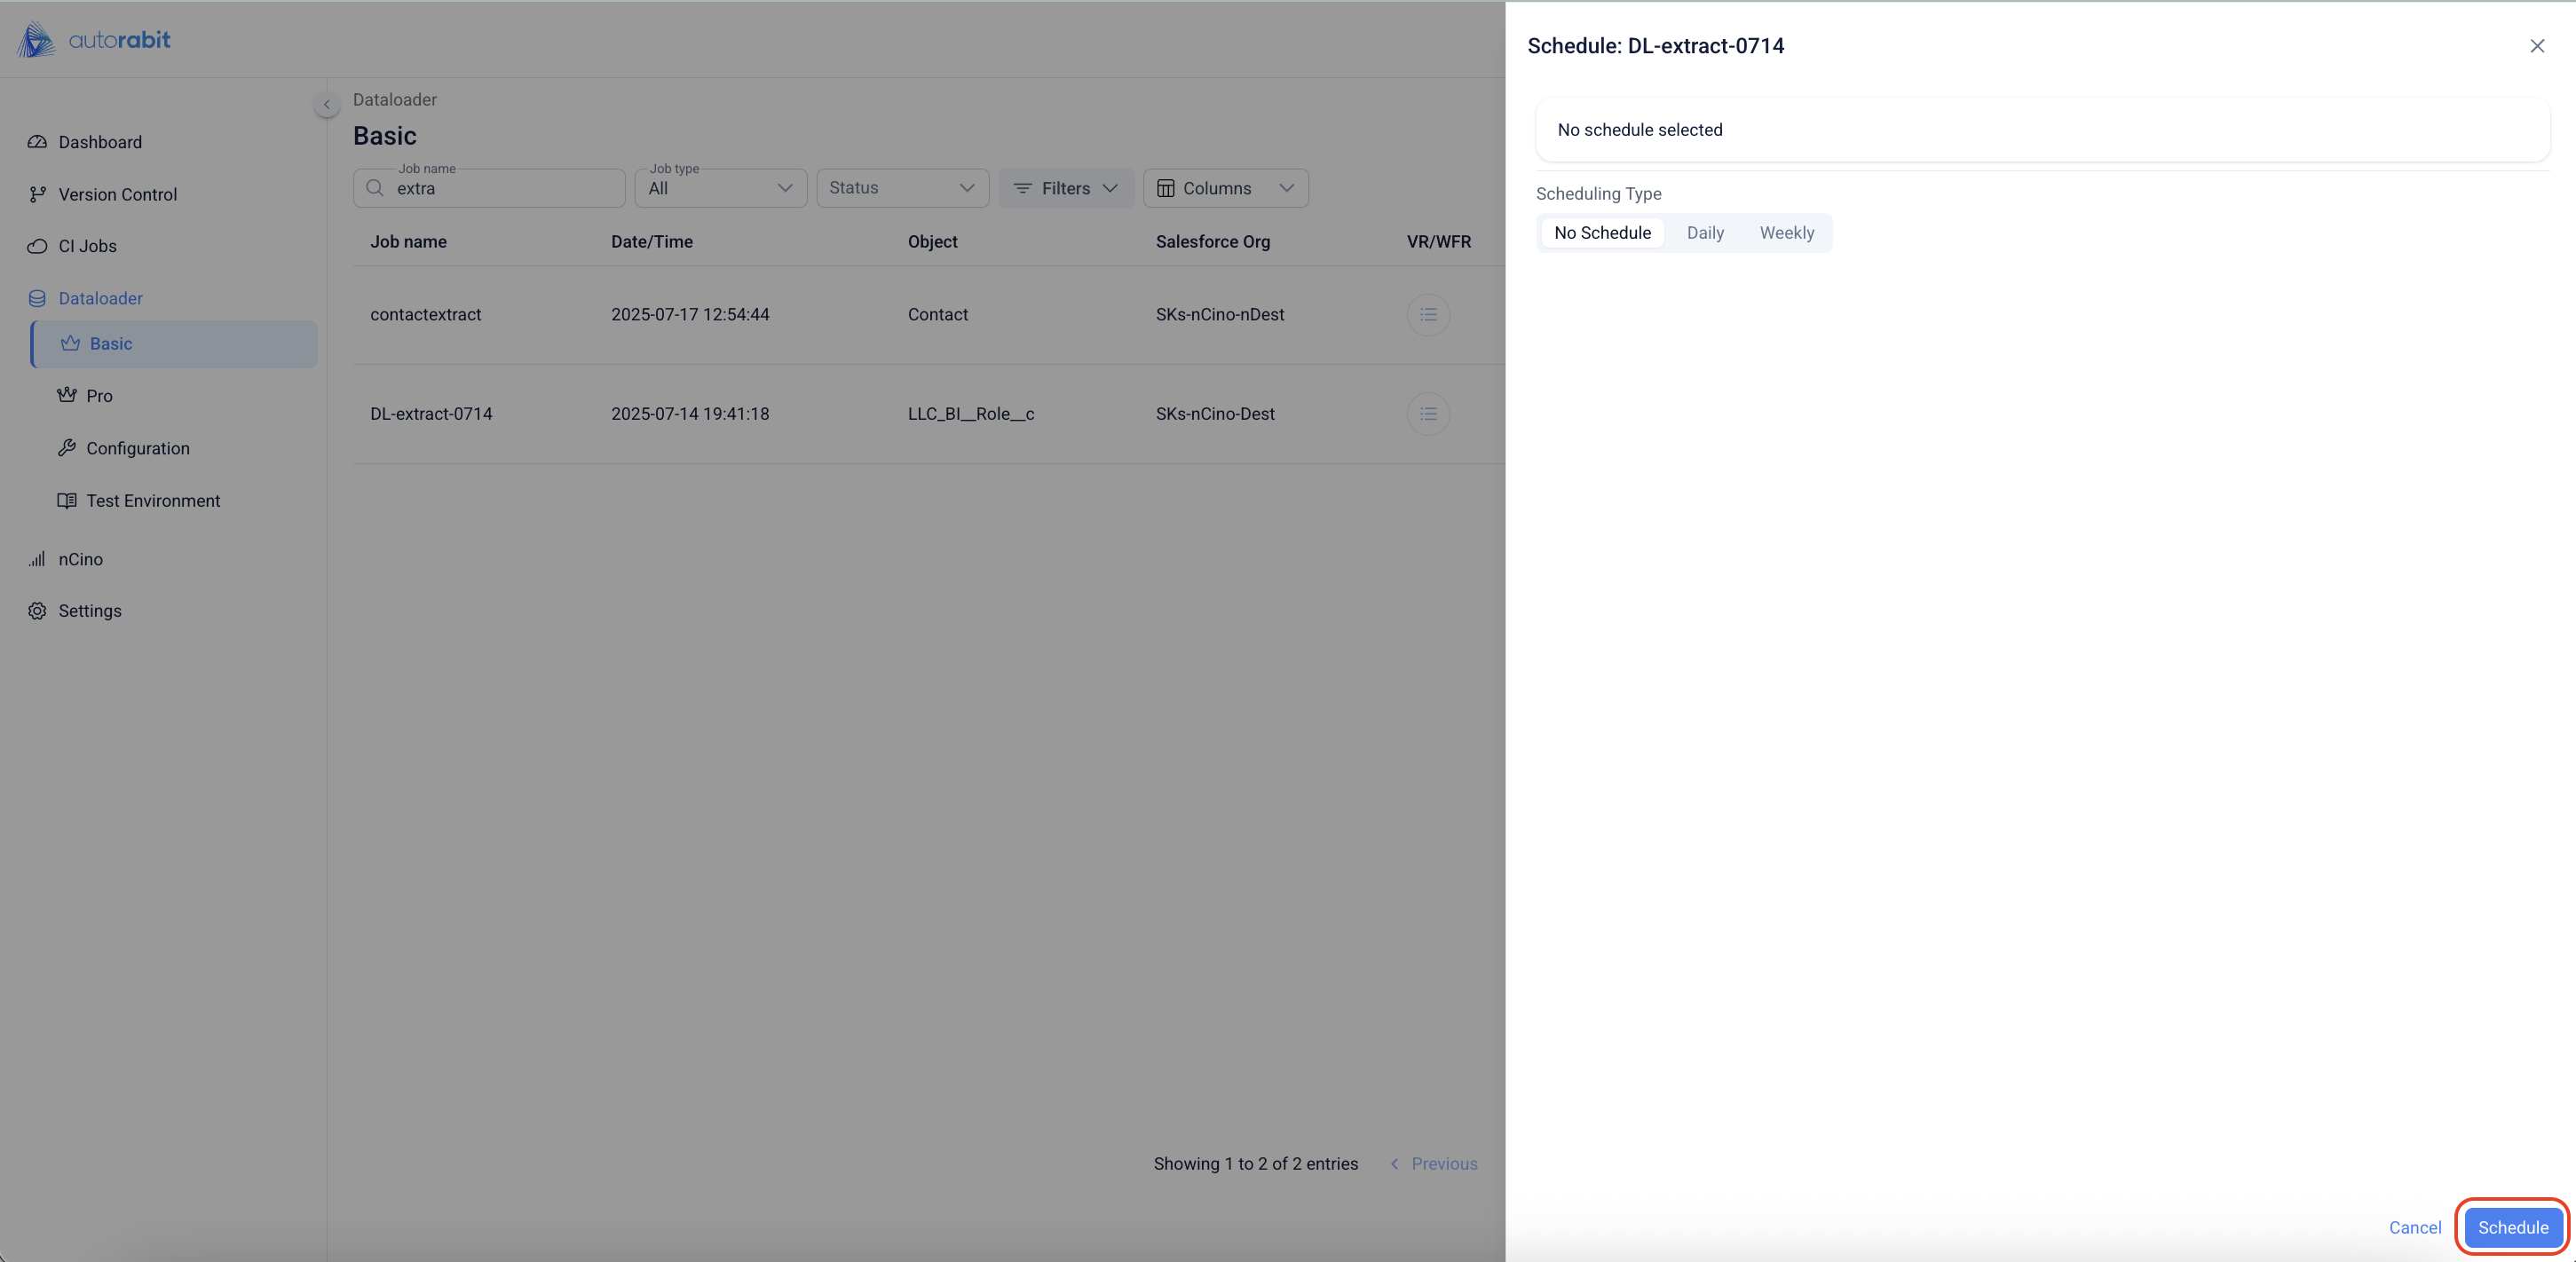 autorabit
Dashboard
Version Control
CI Jobs
Dataloader
Basic
Pro
Configuration
Test Environment
nCino
Settings
Dataloader
Basic
Job name
extra
Job type
All
Status
Filters
Columns
Job name Date/Time Object Salesforce Org VR/WFR
contactextract 2025-07-17 12:54:44 Contact SKs-nCino-nDest
DL-extract-0714 2025-07-14 19:41:18 LLC_BI__Role__c SKs-nCino-Dest
Showing 1 to 2 of 2 entries Previous
Schedule: DL-extract-0714
No schedule selected
Scheduling Type
No Schedule Daily Weekly
Cancel Schedule